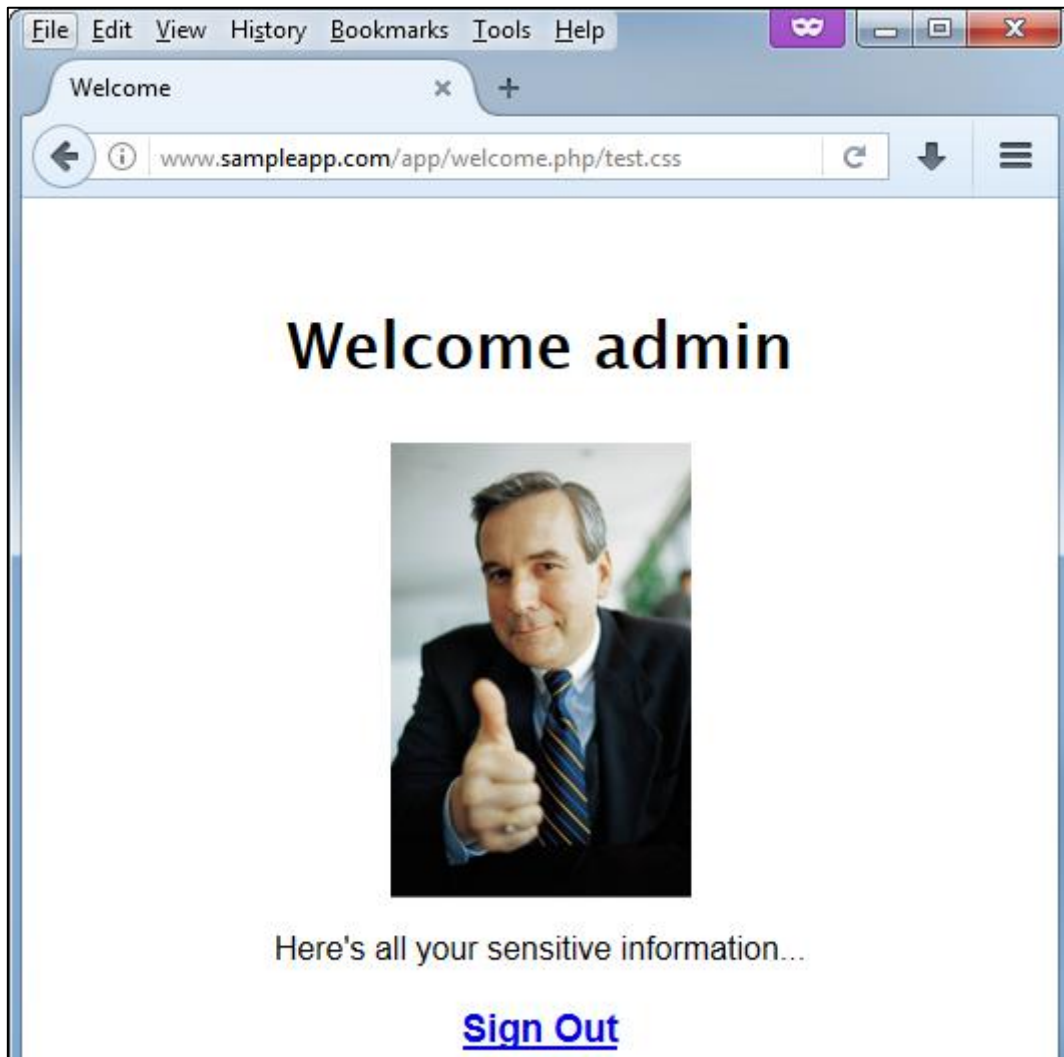 File Edit View History Bookmarks Tools Help
Welcome
www.sampleapp.com/app/welcome.php/test.css
Welcome admin
Here's all your sensitive information...
Sign Out